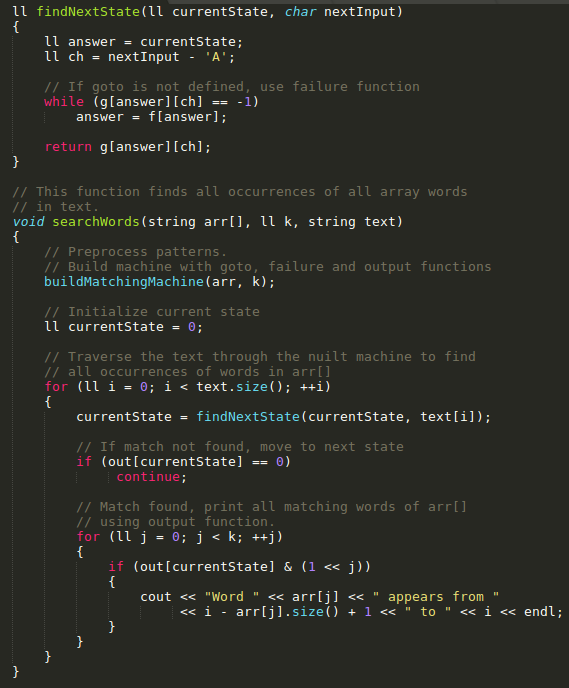 ll findNextState(ll currentState, char nextInput)
{
    ll answer = currentState;
    ll ch = nextInput - 'A';

    // If goto is not defined, use failure function
    while (g[answer][ch] == -1)
        answer = f[answer];

    return g[answer][ch];
}

// This function finds all occurrences of all array words
// in text.
void searchWords(string arr[], ll k, string text)
{
    // Preprocess patterns.
    // Build machine with goto, failure and output functions
    buildMatchingMachine(arr, k);

    // Initialize current state
    ll currentState = 0;

    // Traverse the text through the nuilt machine to find
    // all occurrences of words in arr[]
    for (ll i = 0; i < text.size(); ++i)
    {
        currentState = findNextState(currentState, text[i]);

        // If match not found, move to next state
        if (out[currentState] == 0)
             continue;

        // Match found, print all matching words of arr[]
        // using output function.
        for (ll j = 0; j < k; ++j)
        {
            if (out[currentState] & (1 << j))
            {
                cout << "Word " << arr[j] << " appears from "
                     << i - arr[j].size() + 1 << " to " << i << endl;
            }
        }
    }
}